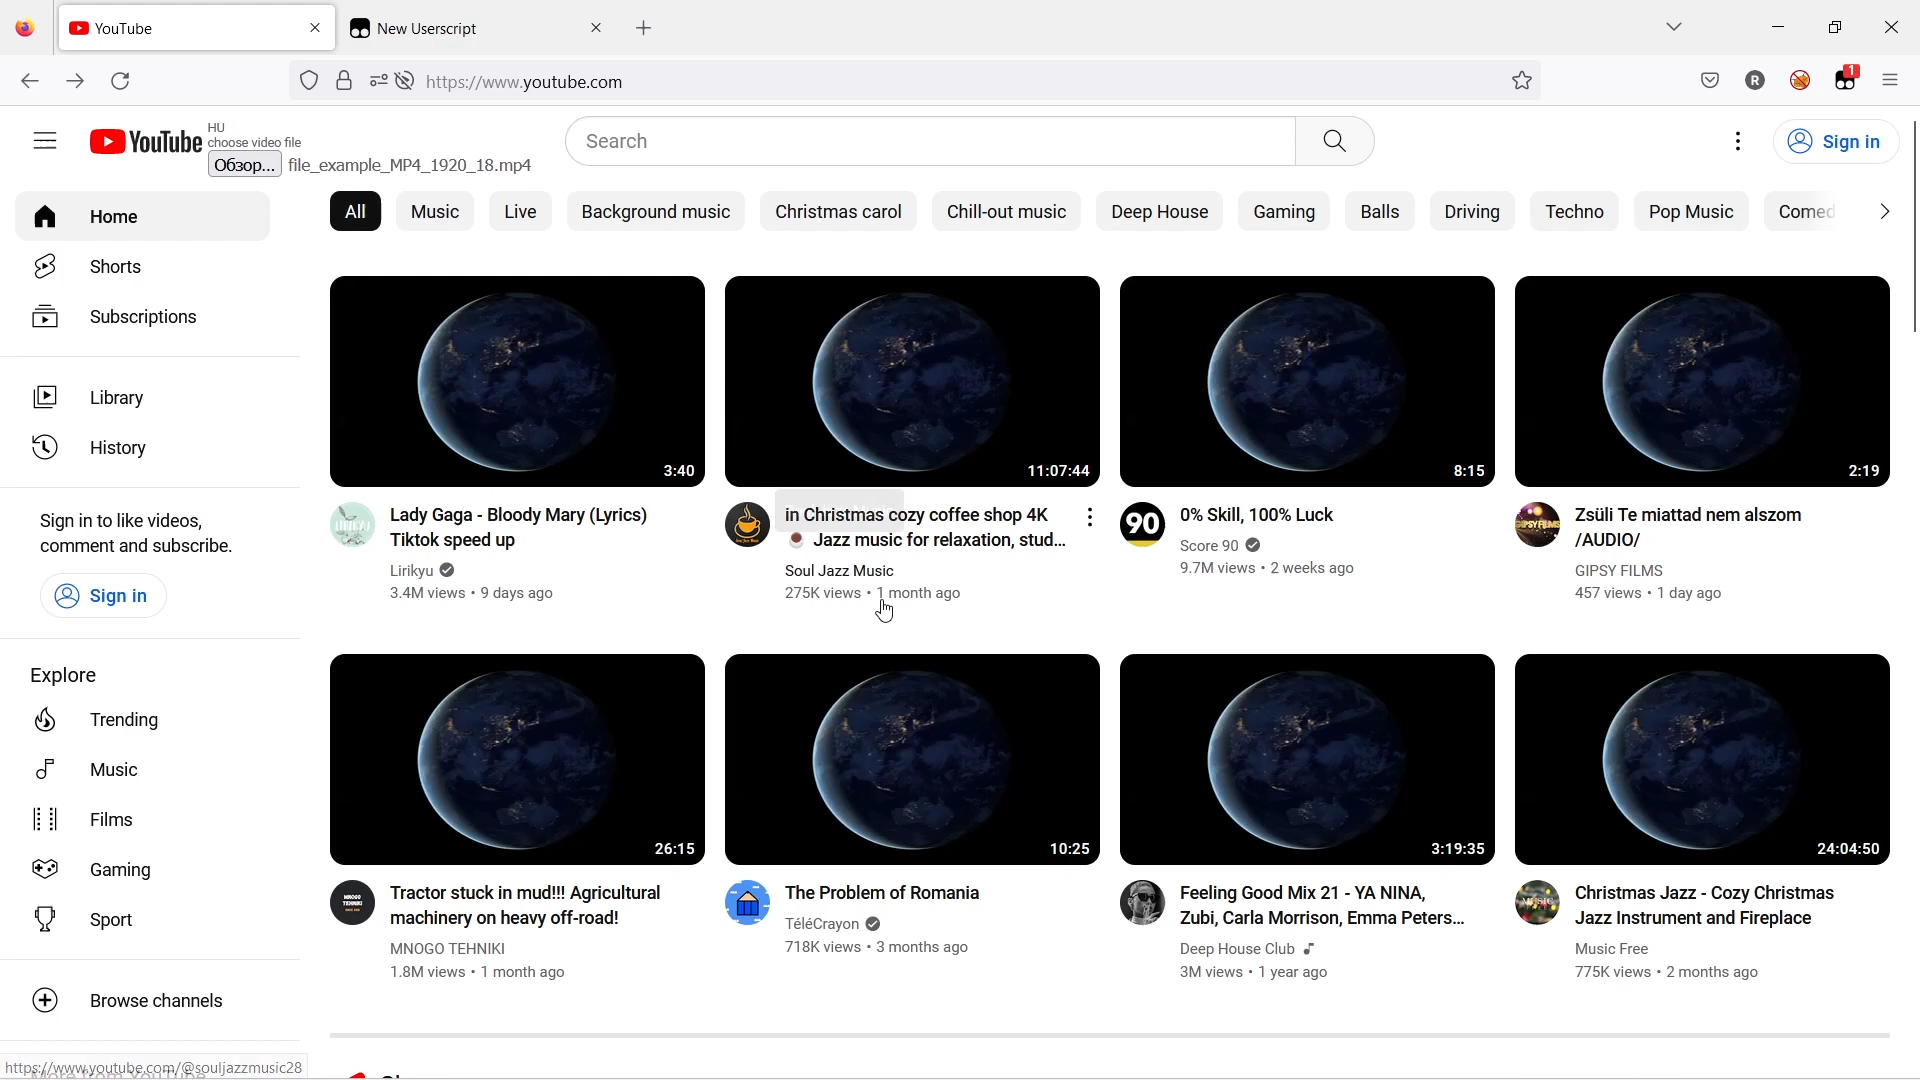 YouTube
New Userscript
https://www.youtube.com
R
1
YouTube
HU
choose video file
Обзор...
file_example_MP4_1920_18.mp4
Search
Sign in
Home
Shorts
Subscriptions
Library
History
Sign in to like videos,
comment and subscribe.
Sign in
Explore
Trending
Music
Films
Gaming
Sport
Browse channels
More from YouTube
https://www.youtube.com/@souljazzmusic28
All
Music
Live
Background music
Christmas carol
Chill-out music
Deep House
Gaming
Balls
Driving
Techno
Pop Music
Comed
3:40
Lady Gaga - Bloody Mary (Lyrics)
Tiktok speed up
Lirikyu
3.4M views • 9 days ago
11:07:44
in Christmas cozy coffee shop 4K
☕ Jazz music for relaxation, stud...
Soul Jazz Music
275K views • 1 month ago
8:15
90
0% Skill, 100% Luck
Score 90
9.7M views • 2 weeks ago
2:19
Zsüli Te miattad nem alszom
/AUDIO/
GIPSY FILMS
457 views • 1 day ago
26:15
MNOGO
TEHNIKI
Tractor stuck in mud!!! Agricultural
machinery on heavy off-road!
MNOGO TEHNIKI
1.8M views • 1 month ago
10:25
The Problem of Romania
TéléCrayon
718K views • 3 months ago
3:19:35
Feeling Good Mix 21 - YA NINA,
Zubi, Carla Morrison, Emma Peters...
Deep House Club
3M views • 1 year ago
24:04:50
MUSIC
Christmas Jazz - Cozy Christmas
Jazz Instrument and Fireplace
Music Free
775K views • 2 months ago